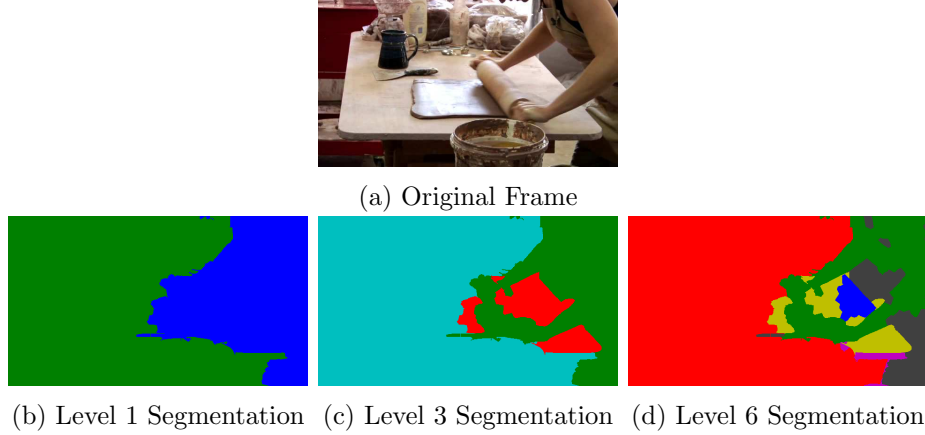 (a) Original Frame
(b) Level 1 Segmentation (c) Level 3 Segmentation (d) Level 6 Segmentation